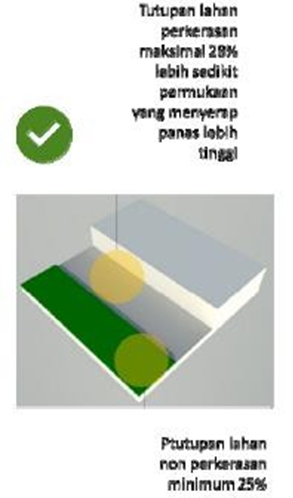 Tutupan lahan
perkerasan
maksimal 28%
lebih sedikit
permukaan
yang menyerap
panas lebih
tinggi
Ptutupan lahan
non perkerasan
minimum 25%